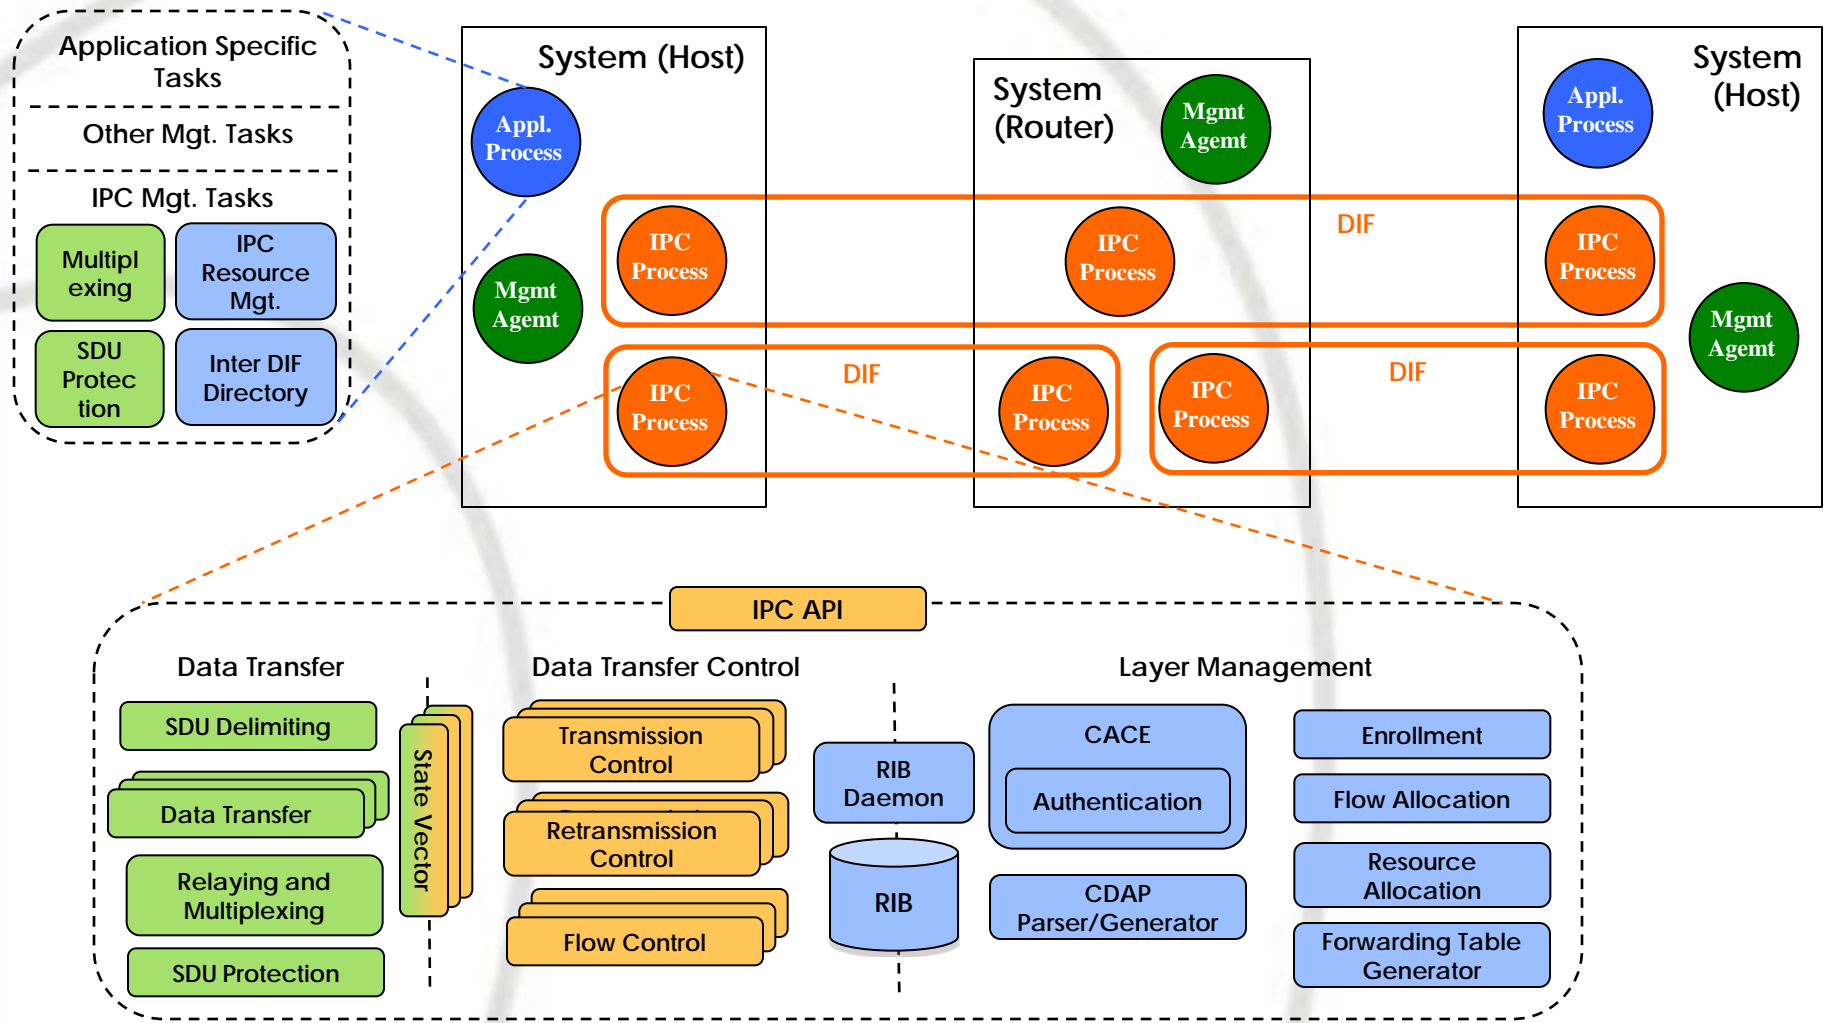 Application Specific
Tasks
Other Mgt. Tasks
IPC Mgt. Tasks
Multipl
exing
IPC
Resource
Mgt.
SDU
Protec
tion
Inter DIF
Directory
System (Host)
Appl.
Process
Mgmt
Agemt
IPC
Process
IPC
Process
System
(Router)
Mgmt
Agemt
IPC
Process
IPC
Process
IPC
Process
DIF
DIF
DIF
System
(Host)
Appl.
Process
IPC
Process
Mgmt
Agemt
IPC
Process
IPC API
Data Transfer
SDU Delimiting
Data Transfer
Relaying and
Multiplexing
SDU Protection
State Vector
Data Transfer Control
Transmission
Control
Retransmission
Control
Flow Control
RIB
Daemon
RIB
Layer Management
CACE
Authentication
CDAP
Parser/Generator
Enrollment
Flow Allocation
Resource
Allocation
Forwarding Table
Generator